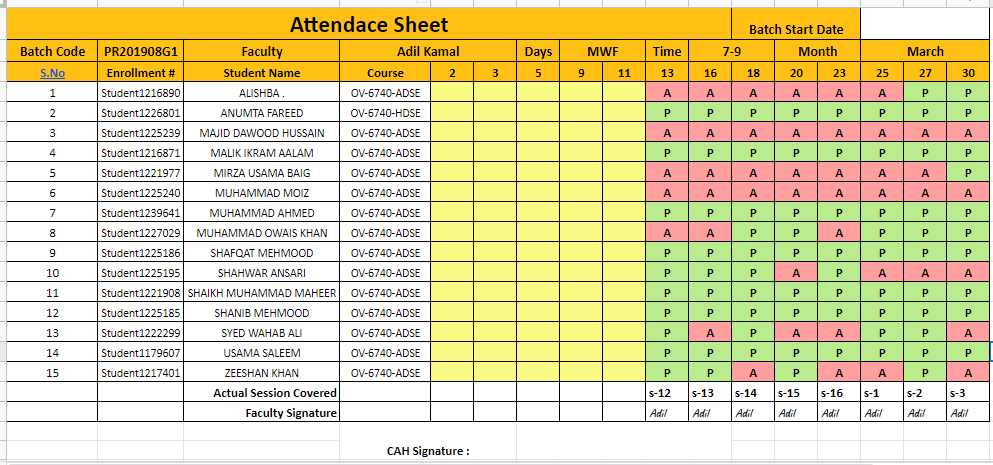 Attendace Sheet Batch Start Date
Batch Code PR201908G1 Faculty Adil Kamal Days MWF Time 7-9 Month March
S.No Enrollment # Student Name Course 2 3 5 9 11 13 16 18 20 23 25 27 30
1 Student1216890 ALISHBA . OV-6740-ADSE A A A A A A P P
2 Student1226801 ANUMTA FAREED OV-6740-HDSE P P P P P P P P
3 Student1225239 MAJID DAWOOD HUSSAIN OV-6740-ADSE A A A A A A A A
4 Student1216871 MALIK IKRAM AALAM OV-6740-ADSE P P P P P P P P
5 Student1221977 MIRZA USAMA BAIG OV-6740-ADSE A A A A A A A P
6 Student1225240 MUHAMMAD MOIZ OV-6740-ADSE A A A A A A A A
7 Student1239641 MUHAMMAD AHMED OV-6740-ADSE P P P P P P P P
8 Student1227029 MUHAMMAD OWAIS KHAN OV-6740-ADSE A A P P A P P P
9 Student1225186 SHAFQAT MEHMOOD OV-6740-ADSE P P P P P P P P
10 Student1225195 SHAHWAR ANSARI OV-6740-ADSE P P P A P A A A
11 Student1221908 SHAIKH MUHAMMAD MAHEER OV-6740-ADSE P P P P P P P P
12 Student1225185 SHANIB MEHMOOD OV-6740-ADSE P P P P P P P P
13 Student1222299 SYED WAHAB ALI OV-6740-ADSE P A P A A P P A
14 Student1179607 USAMA SALEEM OV-6740-ADSE P P P P P P P P
15 Student1217401 ZEESHAN KHAN OV-6740-ADSE P P A P A A P A
Actual Session Covered s-12 s-13 s-14 s-15 s-16 s-1 s-2 s-3
Faculty Signature Adil Adil Adil Adil Adil Adil Adil Adil
CAH Signature :